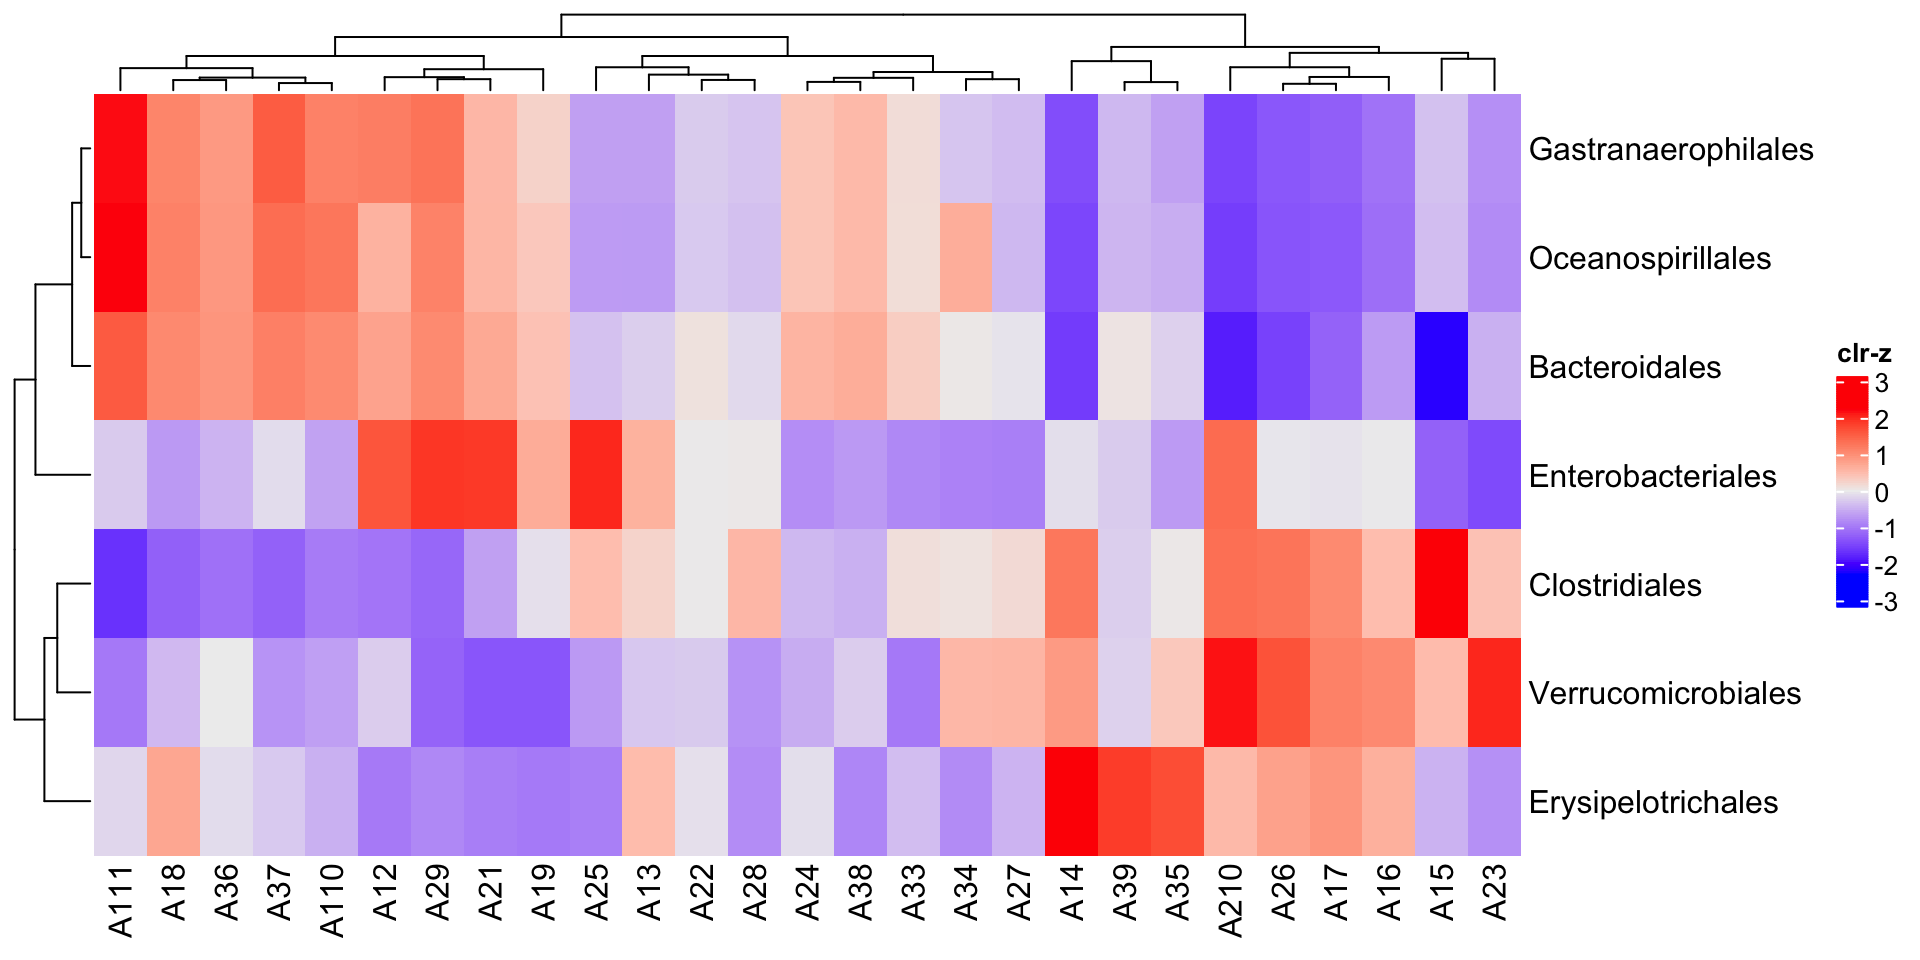 Gastranaerophilales
Oceanospirillales
Bacteroidales
Enterobacteriales
Clostridiales
Verrucomicrobiales
Erysipelotrichales
clr-z
3
2
1
0
-1
-2
-3
A111 A18 A36 A37 A110 A12 A29 A21 A19 A25 A13 A22 A28 A24 A38 A33 A34 A27 A14 A39 A35 A210 A26 A17 A16 A15 A23